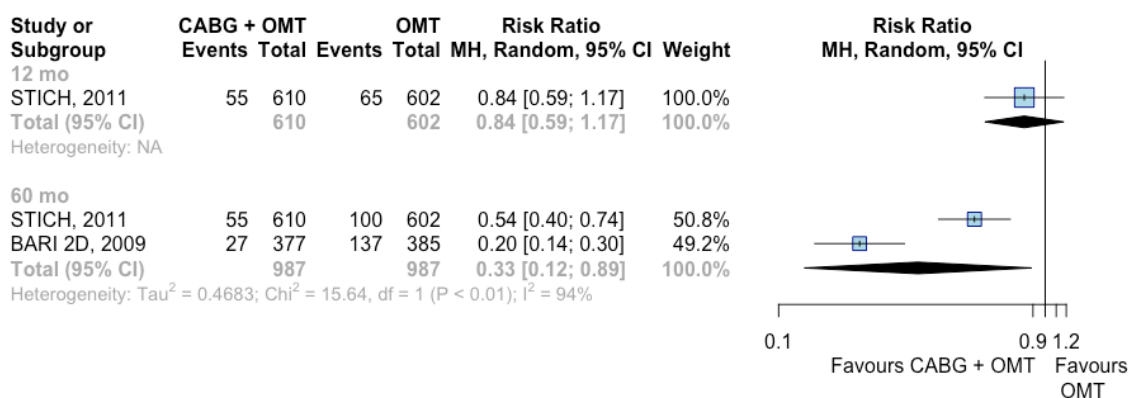 Study or CABG + OMT OMT Risk Ratio Risk Ratio
Subgroup Events Total Events Total MH, Random, 95% CI Weight MH, Random, 95% CI
12 mo
STICH, 2011 55 610 65 602 0.84 [0.59; 1.17] 100.0%
Total (95% CI) 610 602 0.84 [0.59; 1.17] 100.0%
Heterogeneity: NA
60 mo
STICH, 2011 55 610 100 602 0.54 [0.40; 0.74] 50.8%
BARI 2D, 2009 27 377 137 385 0.20 [0.14; 0.30] 49.2%
Total (95% CI) 987 987 0.33 [0.12; 0.89] 100.0%
Heterogeneity: Tau² = 0.4683; Chi² = 15.64, df = 1 (P < 0.01); I² = 94%
0.1 0.9 1.2
Favours CABG + OMT Favours
OMT